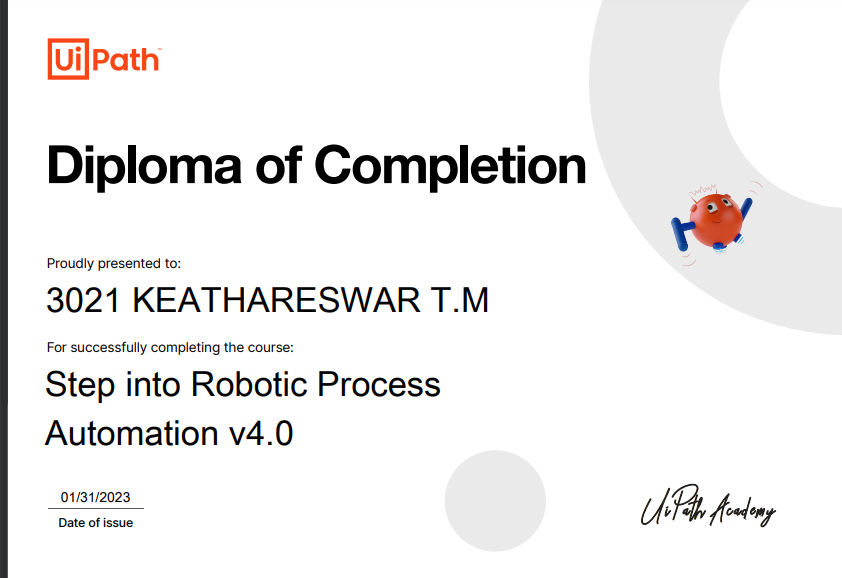 UiPath
Diploma of Completion
Proudly presented to:
3021 KEATHARESWAR T.M
For successfully completing the course:
Step into Robotic Process
Automation v4.0
01/31/2023
Date of issue
UiPath Academy